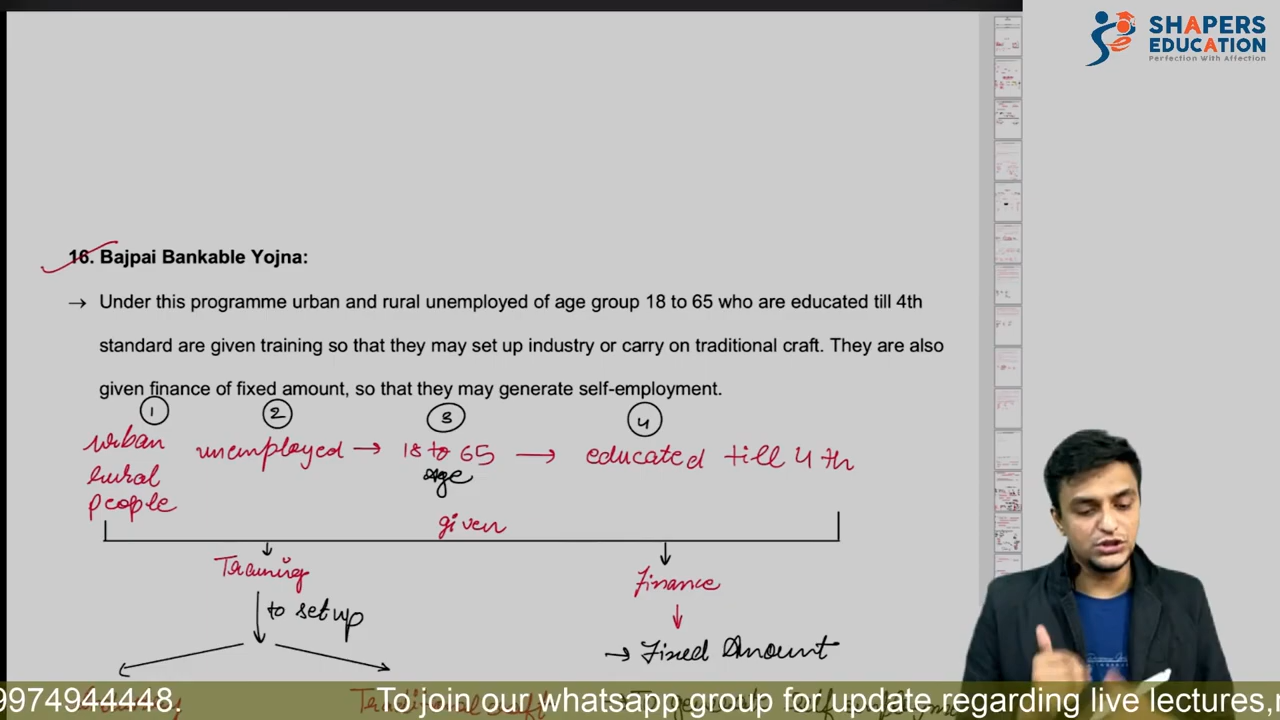 SHAPERS
EDUCATION
Perfection With Affection
16. Bajpai Bankable Yojna:
→ Under this programme urban and rural unemployed of age group 18 to 65 who are educated till 4th
standard are given training so that they may set up industry or carry on traditional craft. They are also
given finance of fixed amount, so that they may generate self-employment.
1 2 3 4
urban unemployed → 18 to 65 → educated till 4th
rural Age
people
given
Training Finance
to set up
→ Fixed Amount
Traditional
9974944448. To join our whatsapp group for update regarding live lectures,